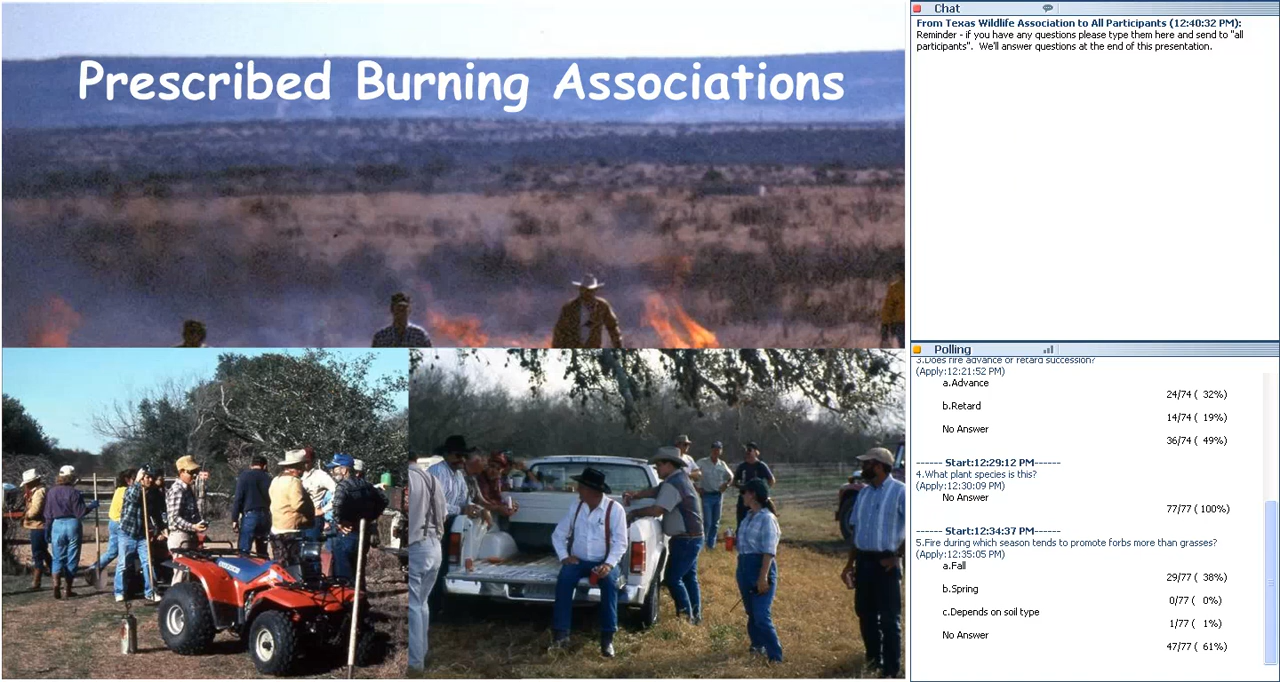 Prescribed Burning Associations
Chat
From Texas Wildlife Association to All Participants (12:40:32 PM):
Reminder - if you have any questions please type them here and send to "all
participants".  We'll answer questions at the end of this presentation.
Polling
3.Does fire advance or retard succession?
(Apply:12:21:52 PM)
a.Advance
24/74 (  32%)
b.Retard
14/74 (  19%)
No Answer
36/74 (  49%)
------ Start:12:29:12 PM------
4.What plant species is this?
(Apply:12:30:09 PM)
No Answer
77/77 ( 100%)
------ Start:12:34:37 PM------
5.Fire during which season tends to promote forbs more than grasses?
(Apply:12:35:05 PM)
a.Fall
29/77 (  38%)
b.Spring
0/77 (   0%)
c.Depends on soil type
1/77 (   1%)
No Answer
47/77 (  61%)